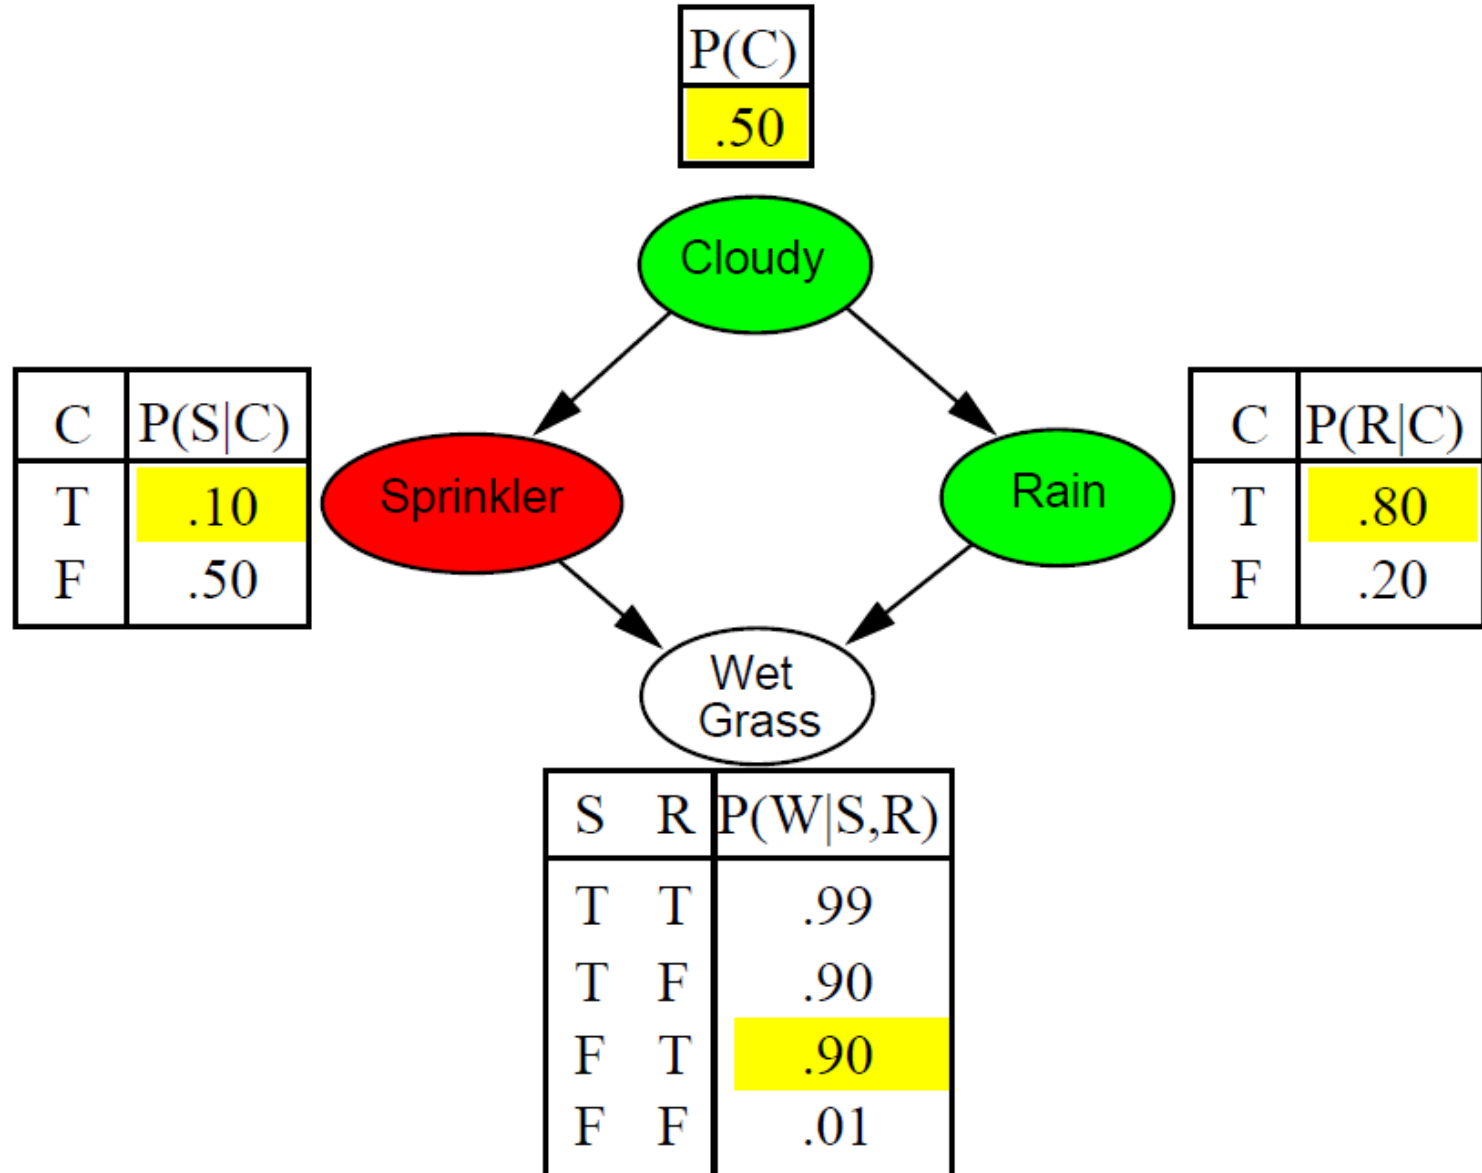 P(C)
.50
Cloudy
C P(S|C)
T .10
F .50
Sprinkler
Rain
C P(R|C)
T .80
F .20
Wet
Grass
S R P(W|S,R)
T T .99
T F .90
F T .90
F F .01